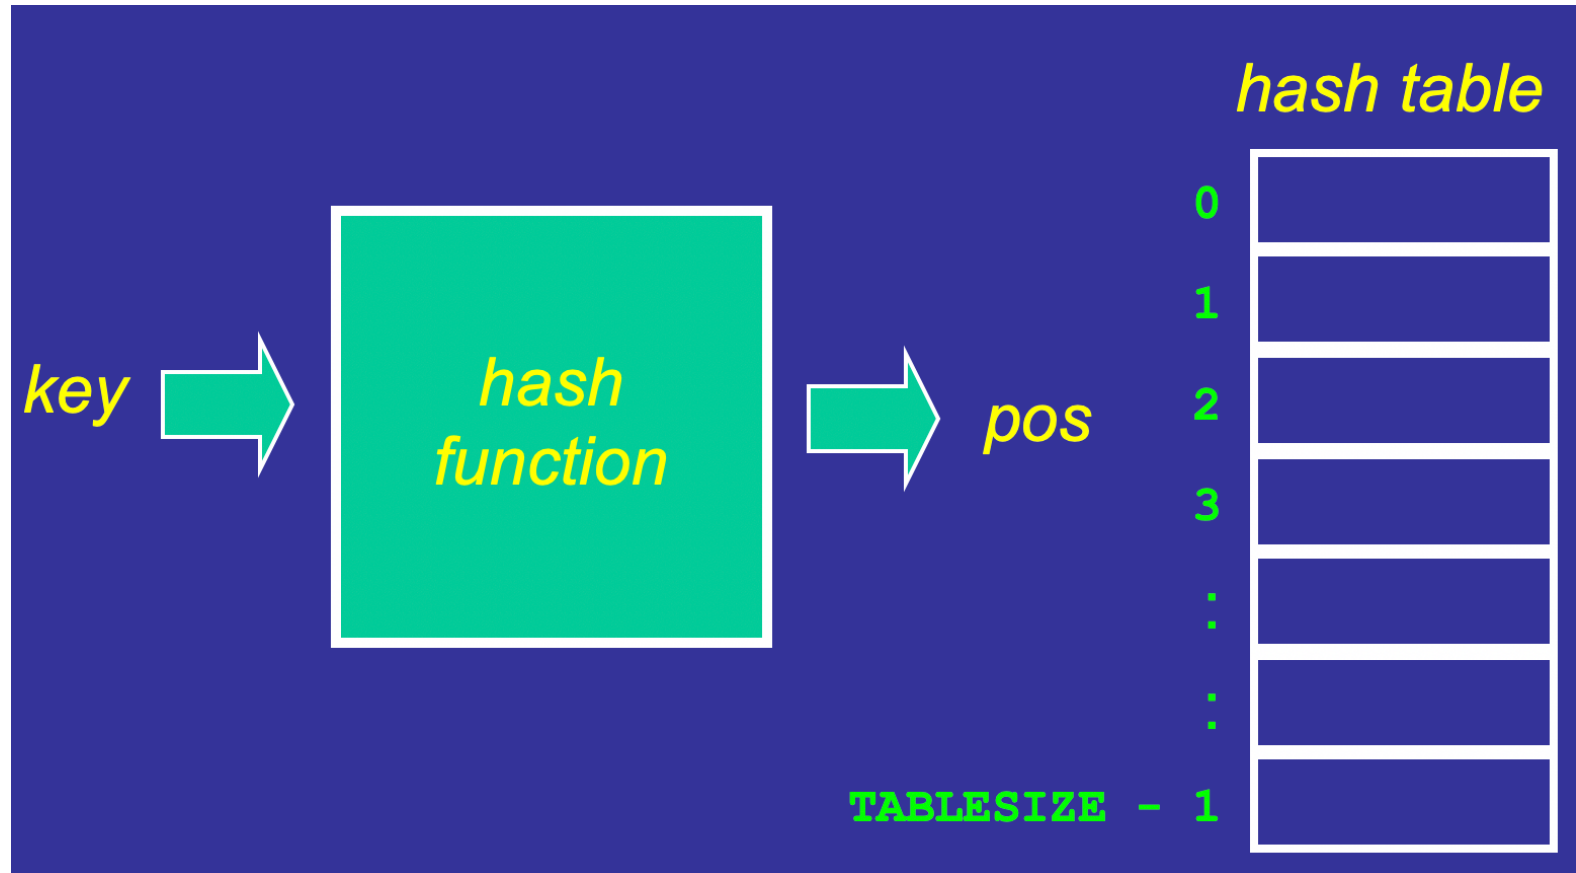 key
hash
function
pos
hash table
0
1
2
3
:
:
TABLESIZE - 1